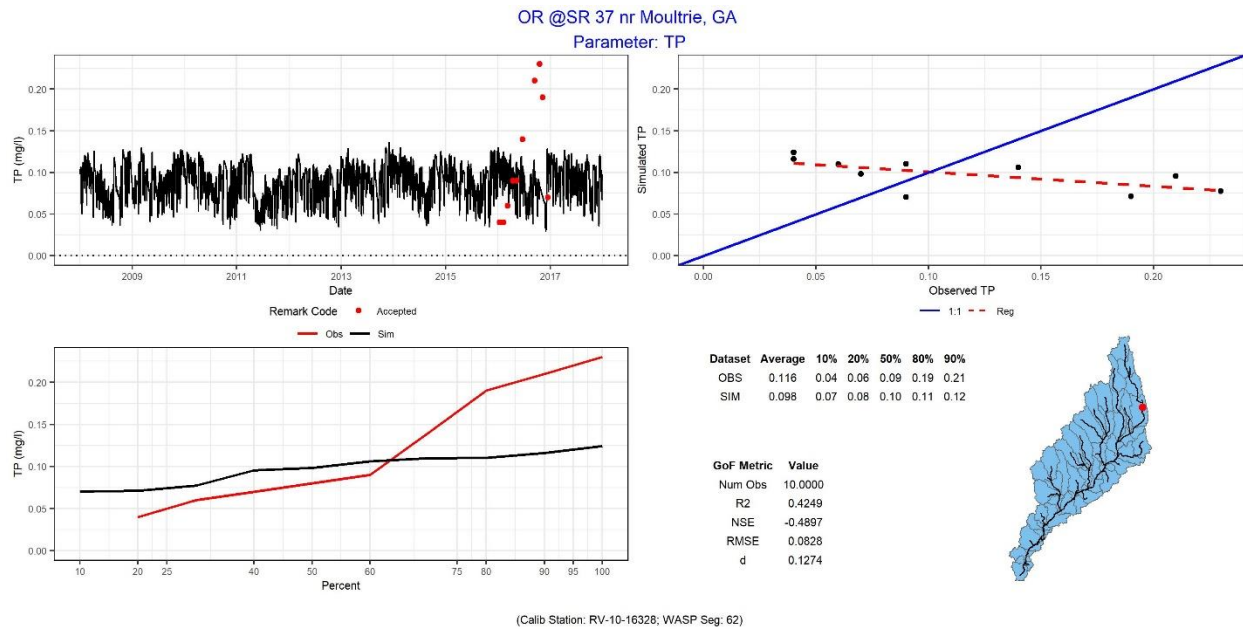 OR @SR 37 nr Moultrie, GA
Parameter: TP
TP (mg/l)
0.20
0.15
0.10
0.05
0.00
2009 2011 2013 2015 2017
Date
Remark Code Accepted
Obs Sim
Simulated TP
0.20
0.15
0.10
0.05
0.00
0.00 0.05 0.10 0.15 0.20
Observed TP
1:1 Reg
TP (mg/l)
0.20
0.15
0.10
0.05
0.00
10 20 25 40 50 60 75 80 90 95 100
Percent
Dataset Average 10% 20% 50% 80% 90%
OBS 0.116 0.04 0.06 0.09 0.19 0.21
SIM 0.098 0.07 0.08 0.10 0.11 0.12
GoF Metric Value
Num Obs 10.0000
R2 0.4249
NSE -0.4897
RMSE 0.0828
d 0.1274
(Calib Station: RV-10-16328; WASP Seg: 62)